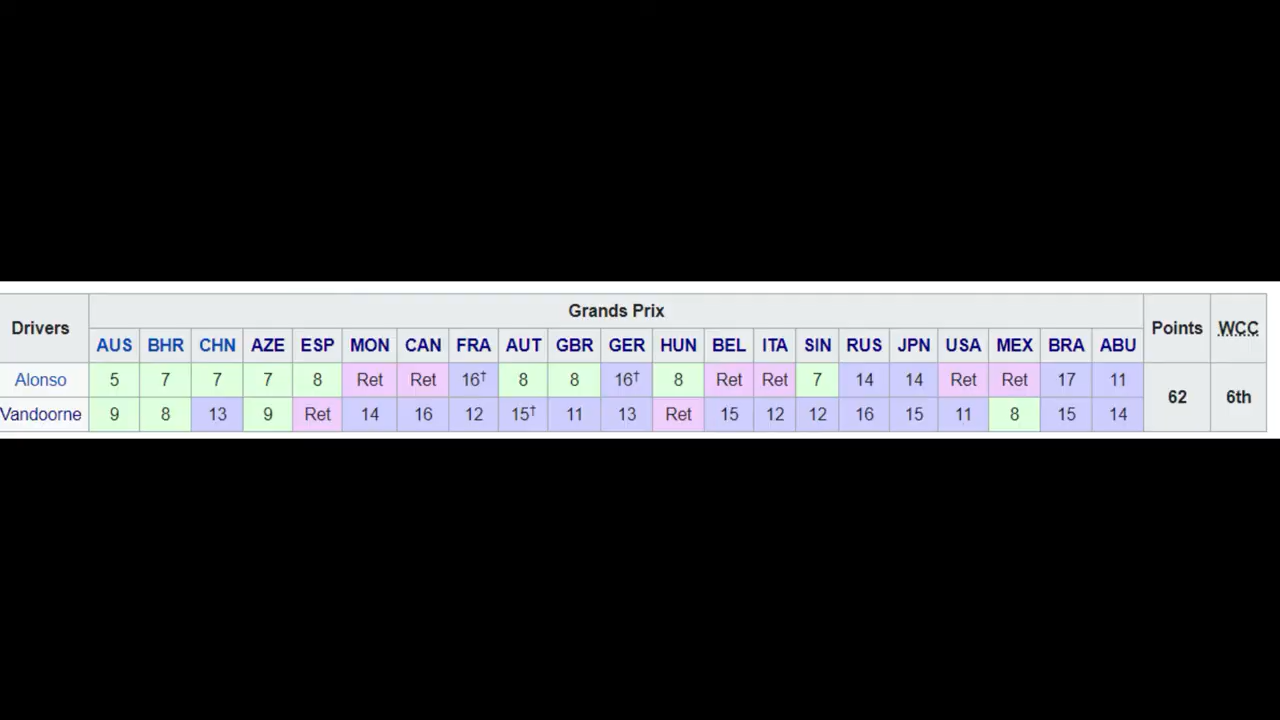 Drivers Grands Prix Points WCC
AUS BHR CHN AZE ESP MON CAN FRA AUT GBR GER HUN BEL ITA SIN RUS JPN USA MEX BRA ABU
Alonso 5 7 7 7 8 Ret Ret 16† 8 8 16† 8 Ret Ret 7 14 14 Ret Ret 17 11 62 6th
Vandoorne 9 8 13 9 Ret 14 16 12 15† 11 13 Ret 15 12 12 16 15 11 8 15 14